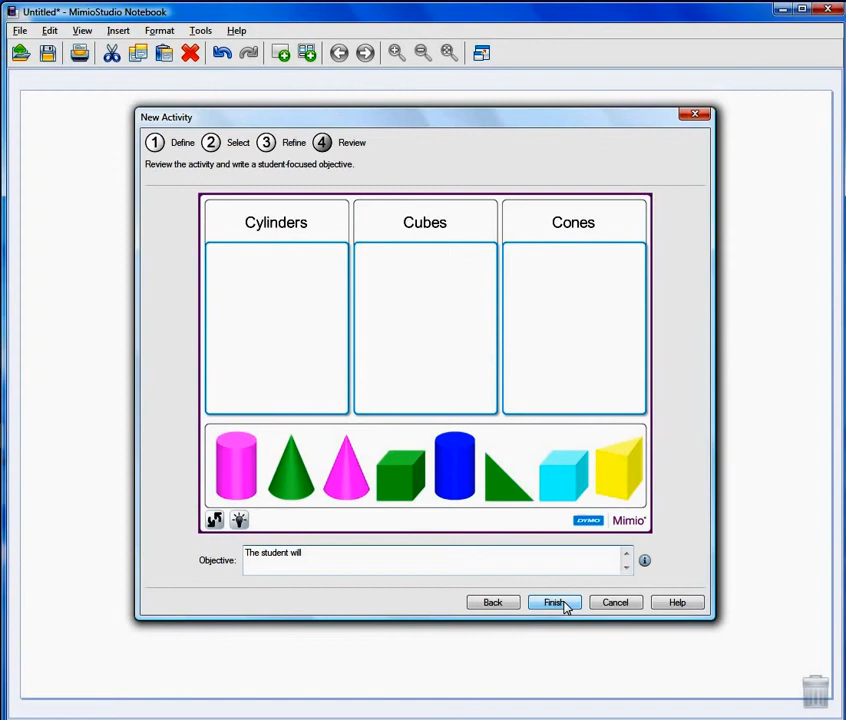 Untitled* - MimioStudio Notebook
File Edit View Insert Format Tools Help
New Activity
1 Define 2 Select 3 Refine 4 Review
Review the activity and write a student-focused objective.
Cylinders Cubes Cones
DYMO Mimio
Objective: The student will
Back Finish Cancel Help